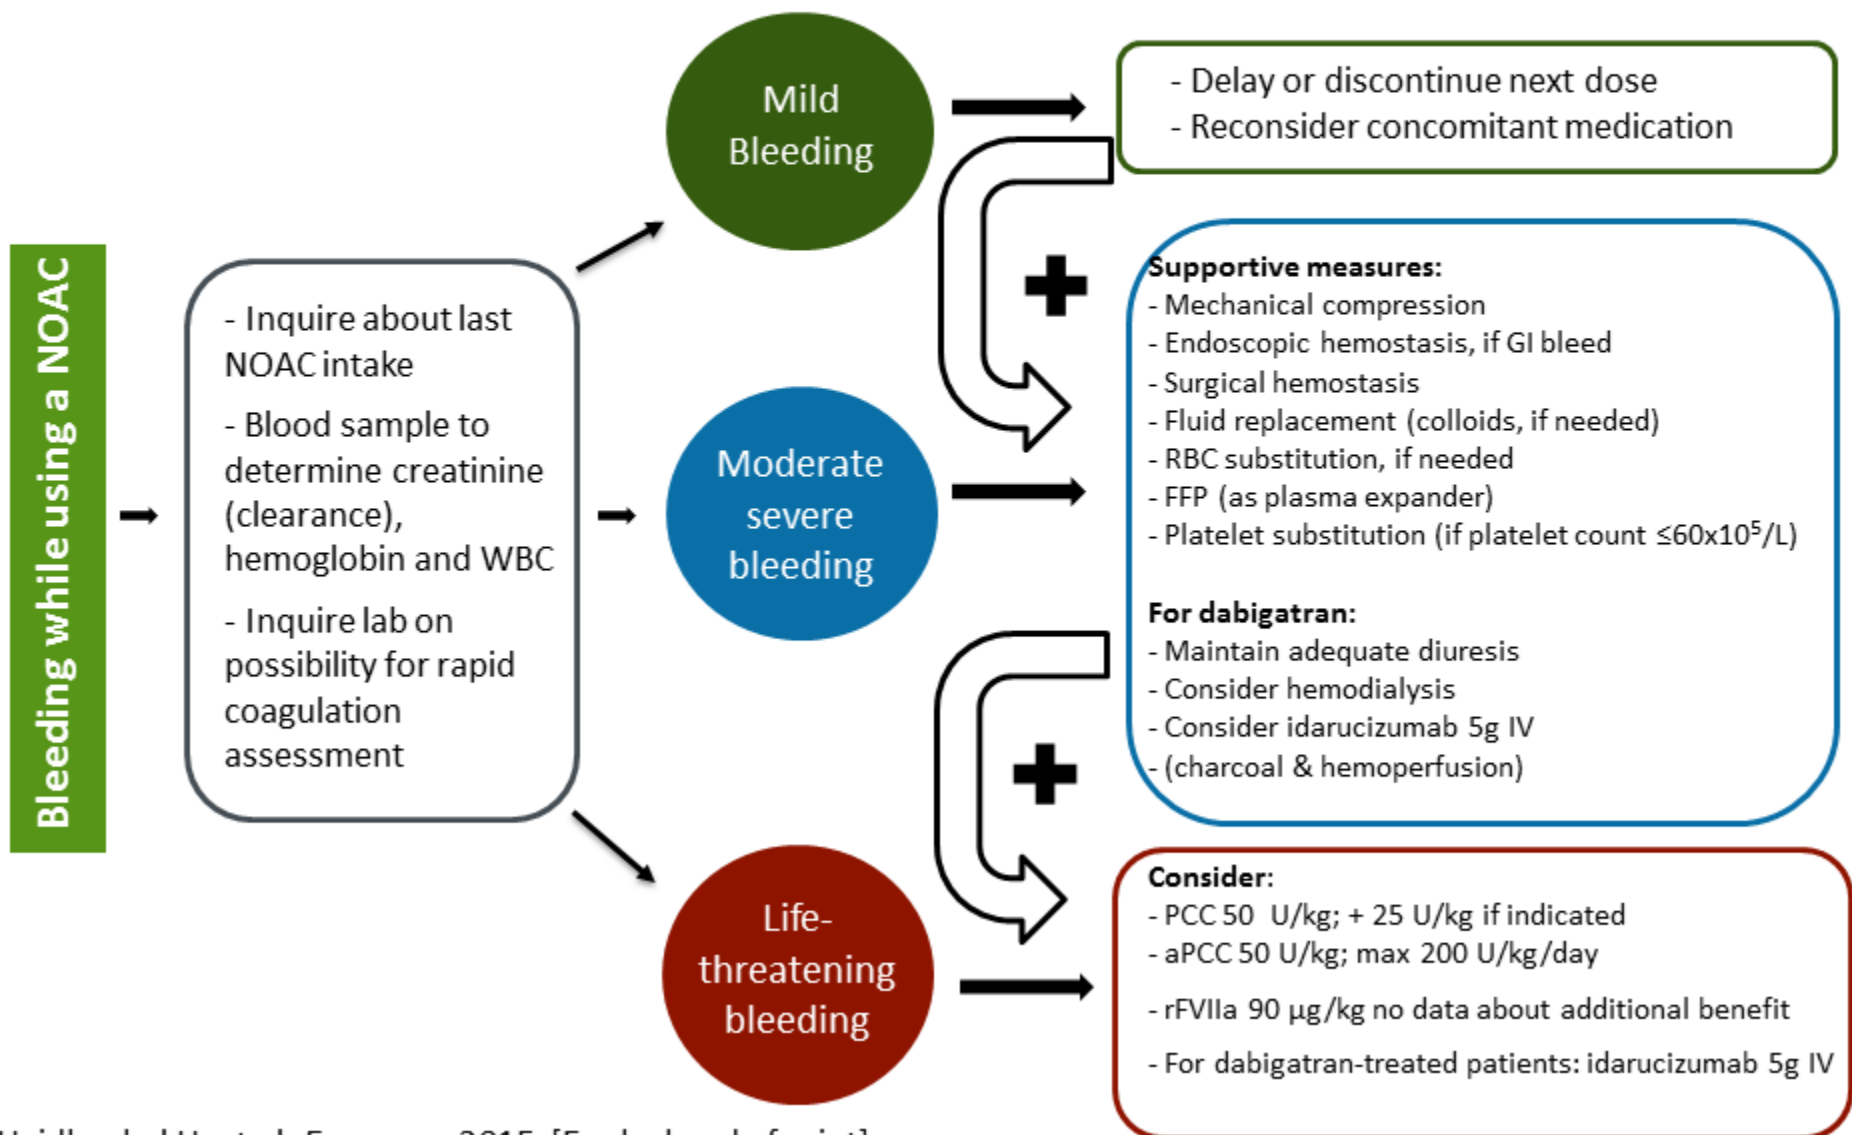 Bleeding while using a NOAC
- Inquire about last
NOAC intake
- Blood sample to
determine creatinine
(clearance),
hemoglobin and WBC
- Inquire lab on
possibility for rapid
coagulation
assessment
Mild
Bleeding
- Delay or discontinue next dose
- Reconsider concomitant medication
Moderate
severe
bleeding
Supportive measures:
- Mechanical compression
- Endoscopic hemostasis, if GI bleed
- Surgical hemostasis
- Fluid replacement (colloids, if needed)
- RBC substitution, if needed
- FFP (as plasma expander)
- Platelet substitution (if platelet count ≤60x10⁵/L)
For dabigatran:
- Maintain adequate diuresis
- Consider hemodialysis
- Consider idarucizumab 5g IV
- (charcoal & hemoperfusion)
Life-
threatening
bleeding
Consider:
- PCC 50 U/kg; + 25 U/kg if indicated
- aPCC 50 U/kg; max 200 U/kg/day
- rFVIIa 90 µg/kg no data about additional benefit
- For dabigatran-treated patients: idarucizumab 5g IV